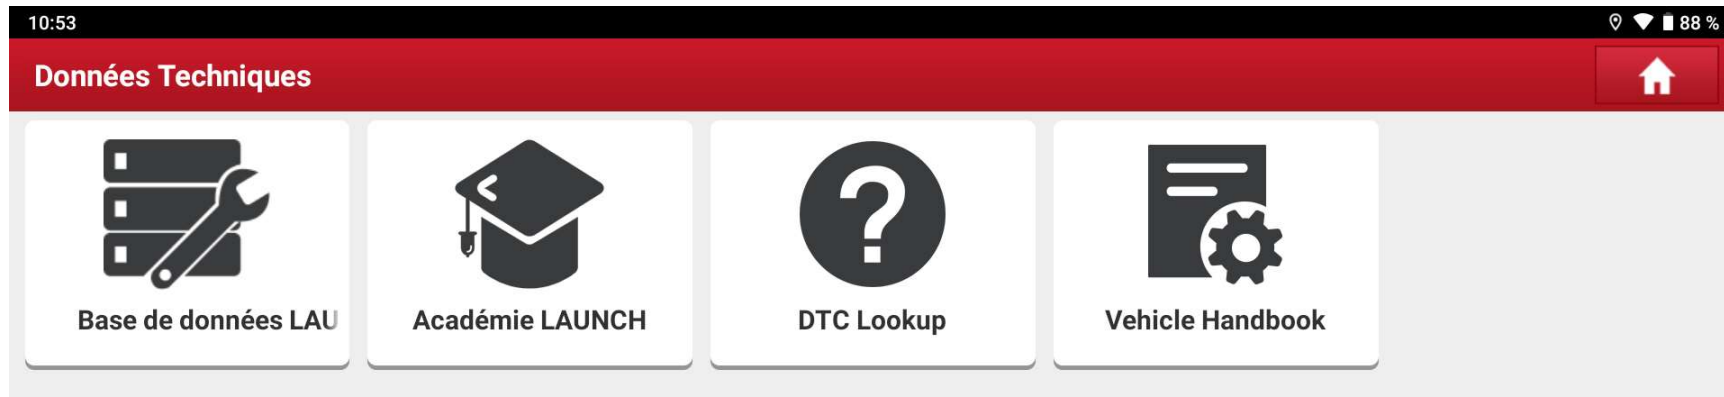 10:53
88 %
Données Techniques
Base de données LAU
Académie LAUNCH
DTC Lookup
Vehicle Handbook